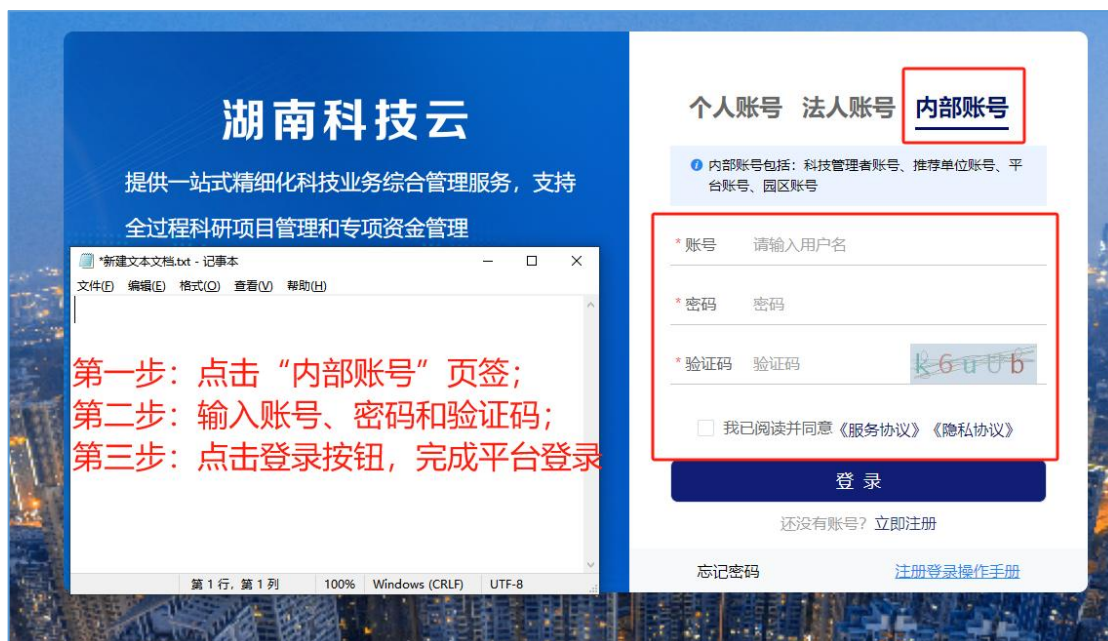 湖南科技云
提供一站式精细化科技业务综合管理服务，支持
全过程科研项目管理和专项资金管理
*新建文本文档.txt - 记事本
文件(F) 编辑(E) 格式(O) 查看(V) 帮助(H)
第一步：点击“内部账号”页签；
第二步：输入账号、密码和验证码；
第三步：点击登录按钮，完成平台登录
第 1 行，第 1 列 100% Windows (CRLF) UTF-8
个人账号 法人账号 内部账号
内部账号包括：科技管理者账号、推荐单位账号、平
台账号、园区账号
* 账号 请输入用户名
* 密码 密码
* 验证码 验证码 k6uUb
我已阅读并同意《服务协议》《隐私协议》
登 录
还没有账号？立即注册
忘记密码 注册登录操作手册